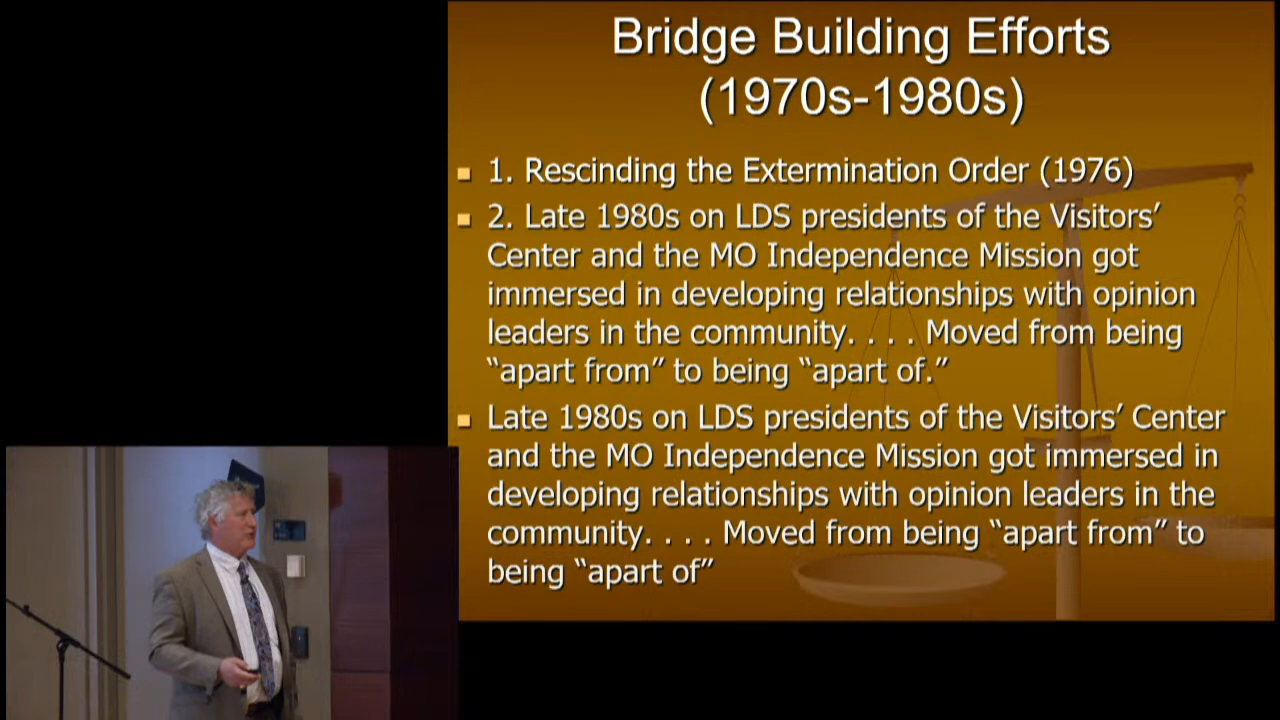 Bridge Building Efforts
(1970s-1980s)
1. Rescinding the Extermination Order (1976)
2. Late 1980s on LDS presidents of the Visitors’
Center and the MO Independence Mission got
immersed in developing relationships with opinion
leaders in the community. . . . Moved from being
“apart from” to being “apart of.”
Late 1980s on LDS presidents of the Visitors’ Center
and the MO Independence Mission got immersed in
developing relationships with opinion leaders in the
community. . . . Moved from being “apart from” to
being “apart of”